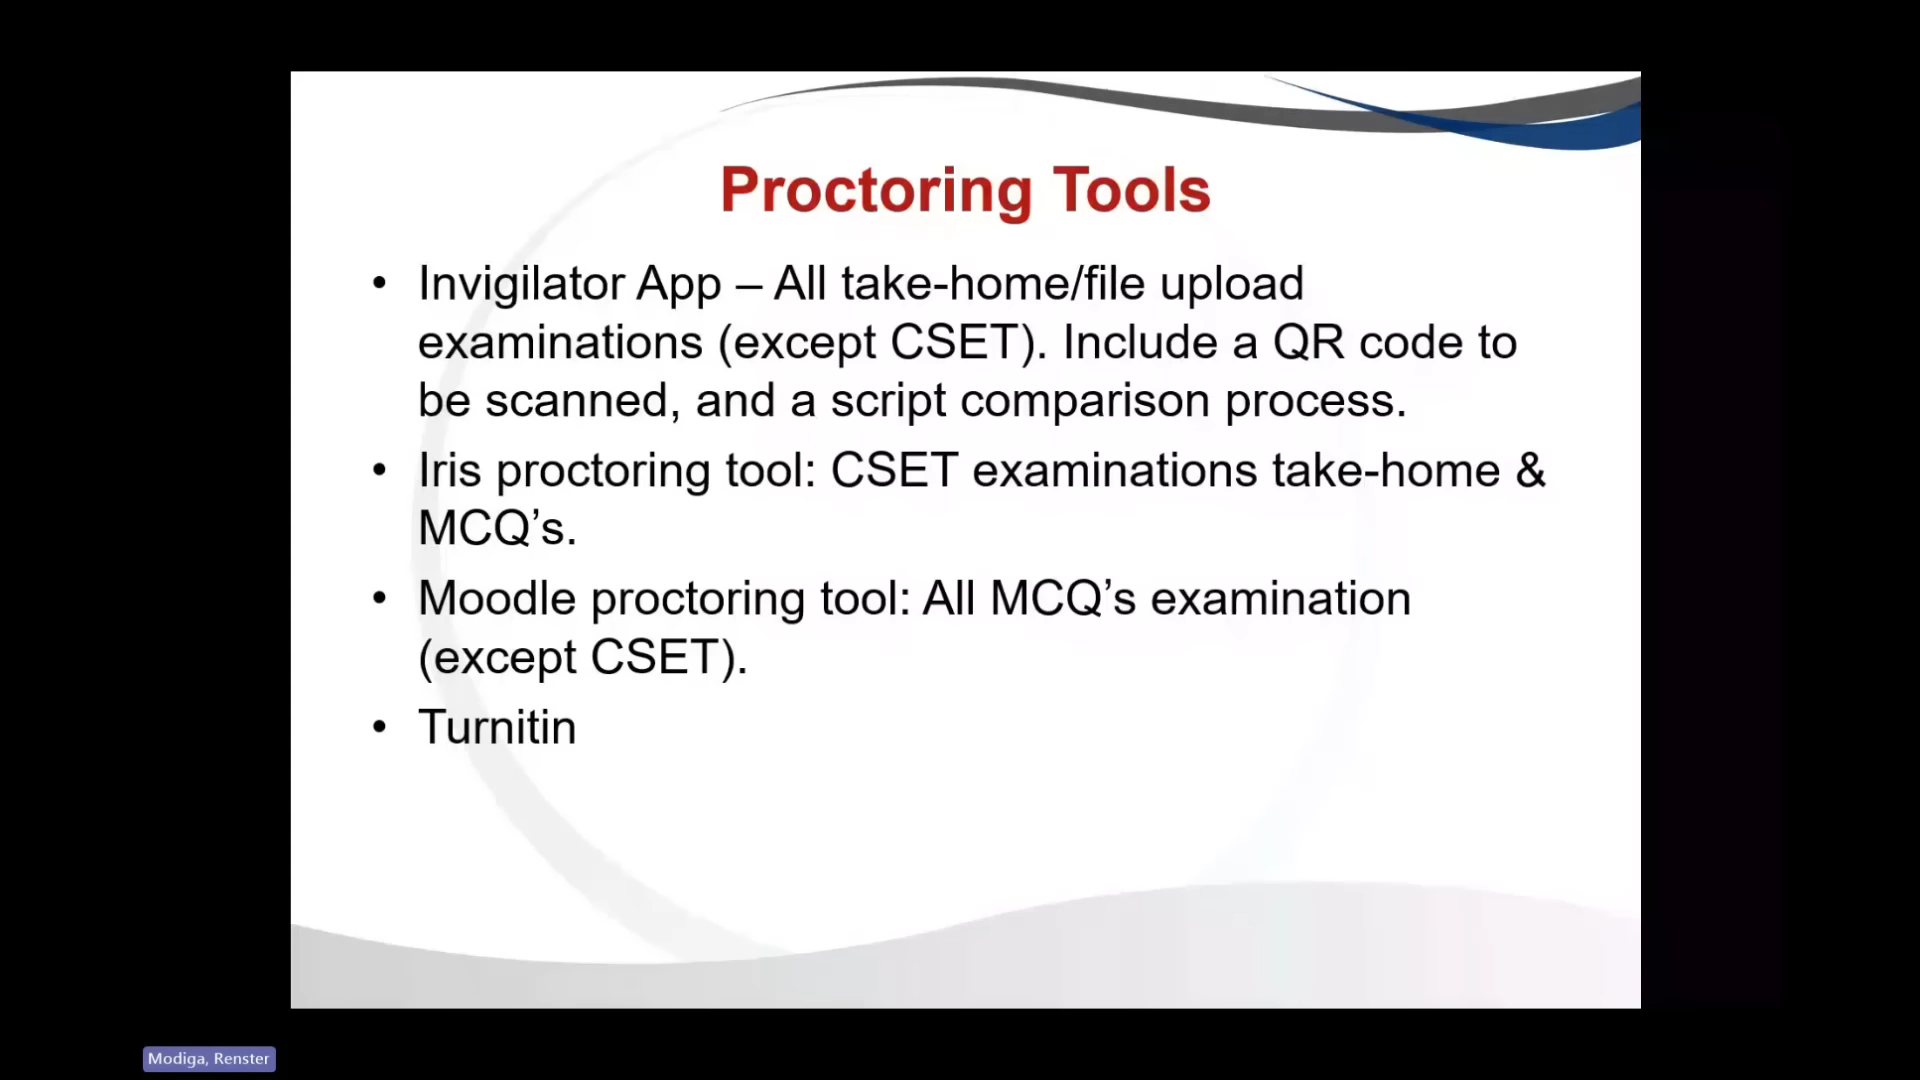 Proctoring Tools
• Invigilator App – All take-home/file upload
examinations (except CSET). Include a QR code to
be scanned, and a script comparison process.
• Iris proctoring tool: CSET examinations take-home &
MCQ’s.
• Moodle proctoring tool: All MCQ’s examination
(except CSET).
• Turnitin
Modiga, Renster